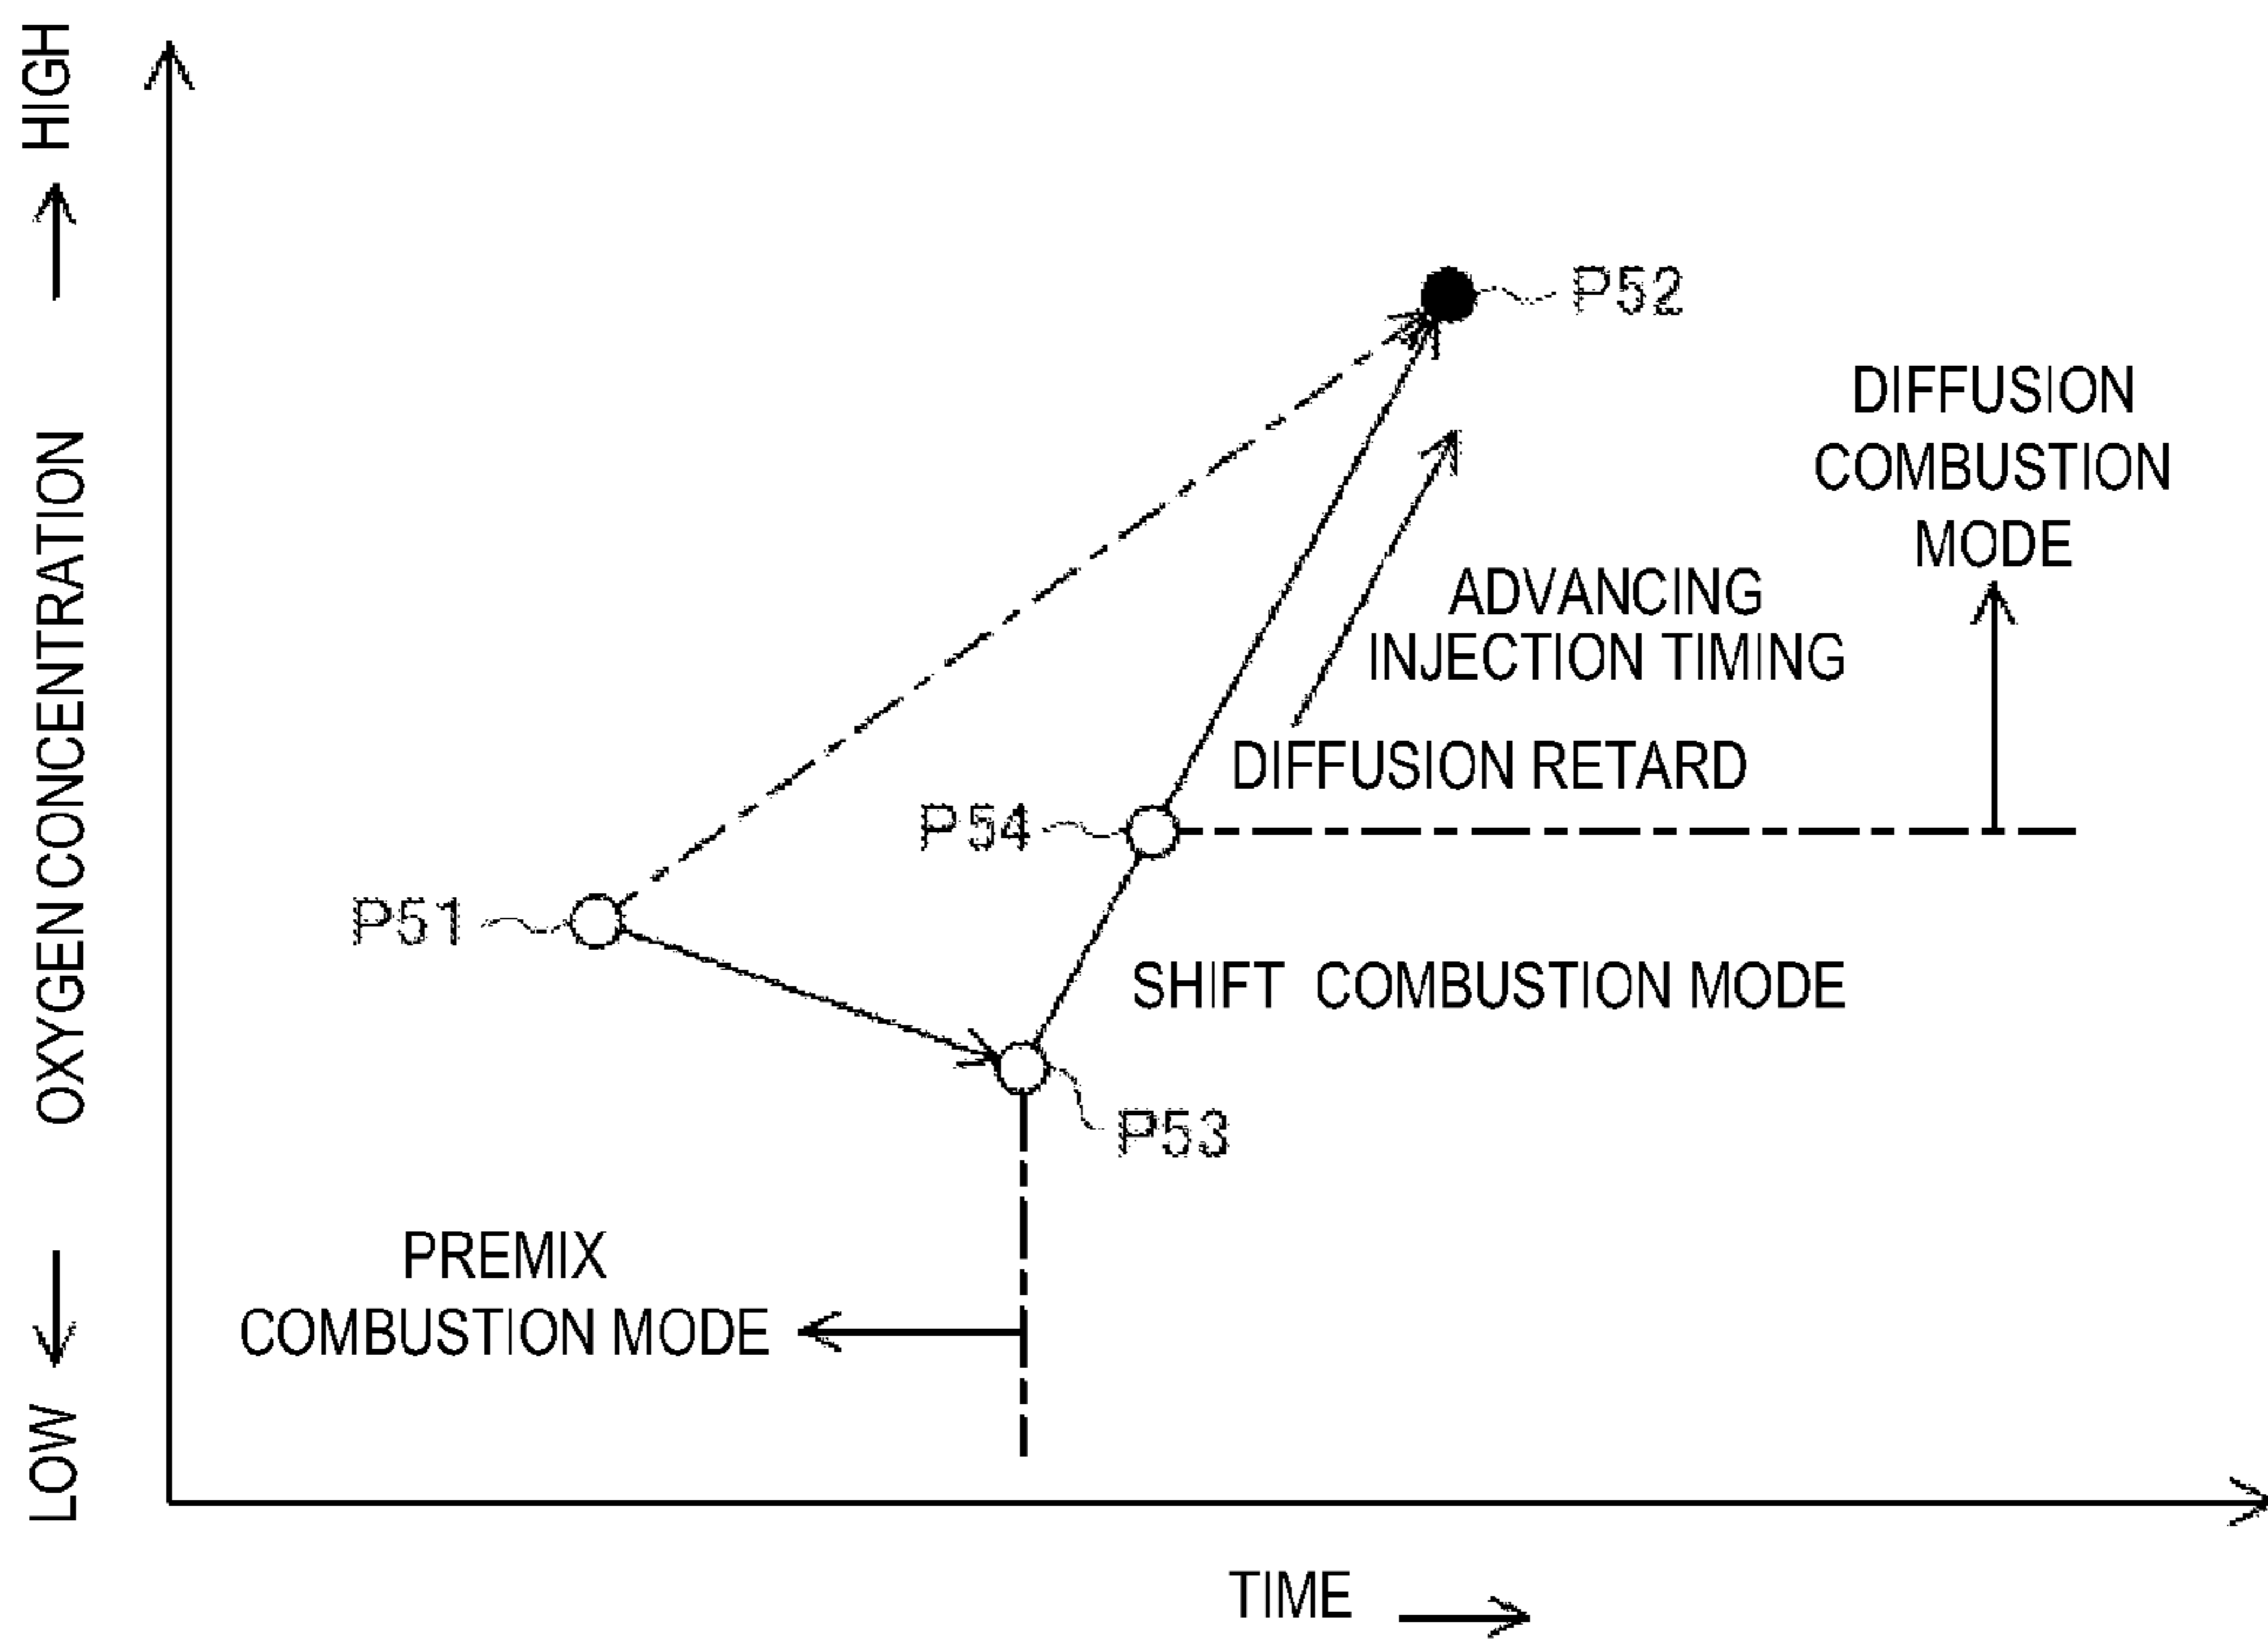 HIGH
OXYGEN CONCENTRATION
LOW
P52
DIFFUSION
COMBUSTION
MODE
ADVANCING
INJECTION TIMING
DIFFUSION RETARD
P54
P51
SHIFT COMBUSTION MODE
P53
PREMIX
COMBUSTION MODE
TIME